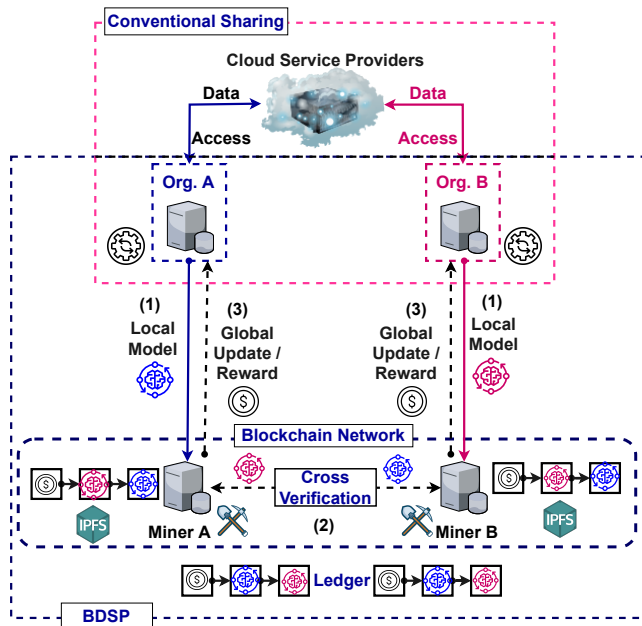 Conventional Sharing
Cloud Service Providers
Data
Data
Access
Access
Org. A
Org. B
(1)
Local
Model
(3)
Global
Update /
Reward
$
(3)
Global
Update /
Reward
$
(1)
Local
Model
Blockchain Network
$
Cross
Verification
$
IPFS
Miner A
(2)
Miner B
IPFS
$
Ledger
$
BDSP